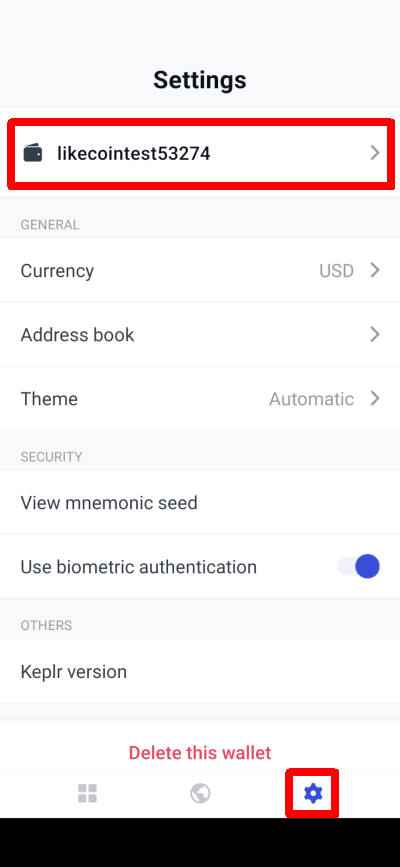 Settings
likecointest53274
GENERAL
Currency USD
Address book
Theme Automatic
SECURITY
View mnemonic seed
Use biometric authentication
OTHERS
Keplr version
Delete this wallet